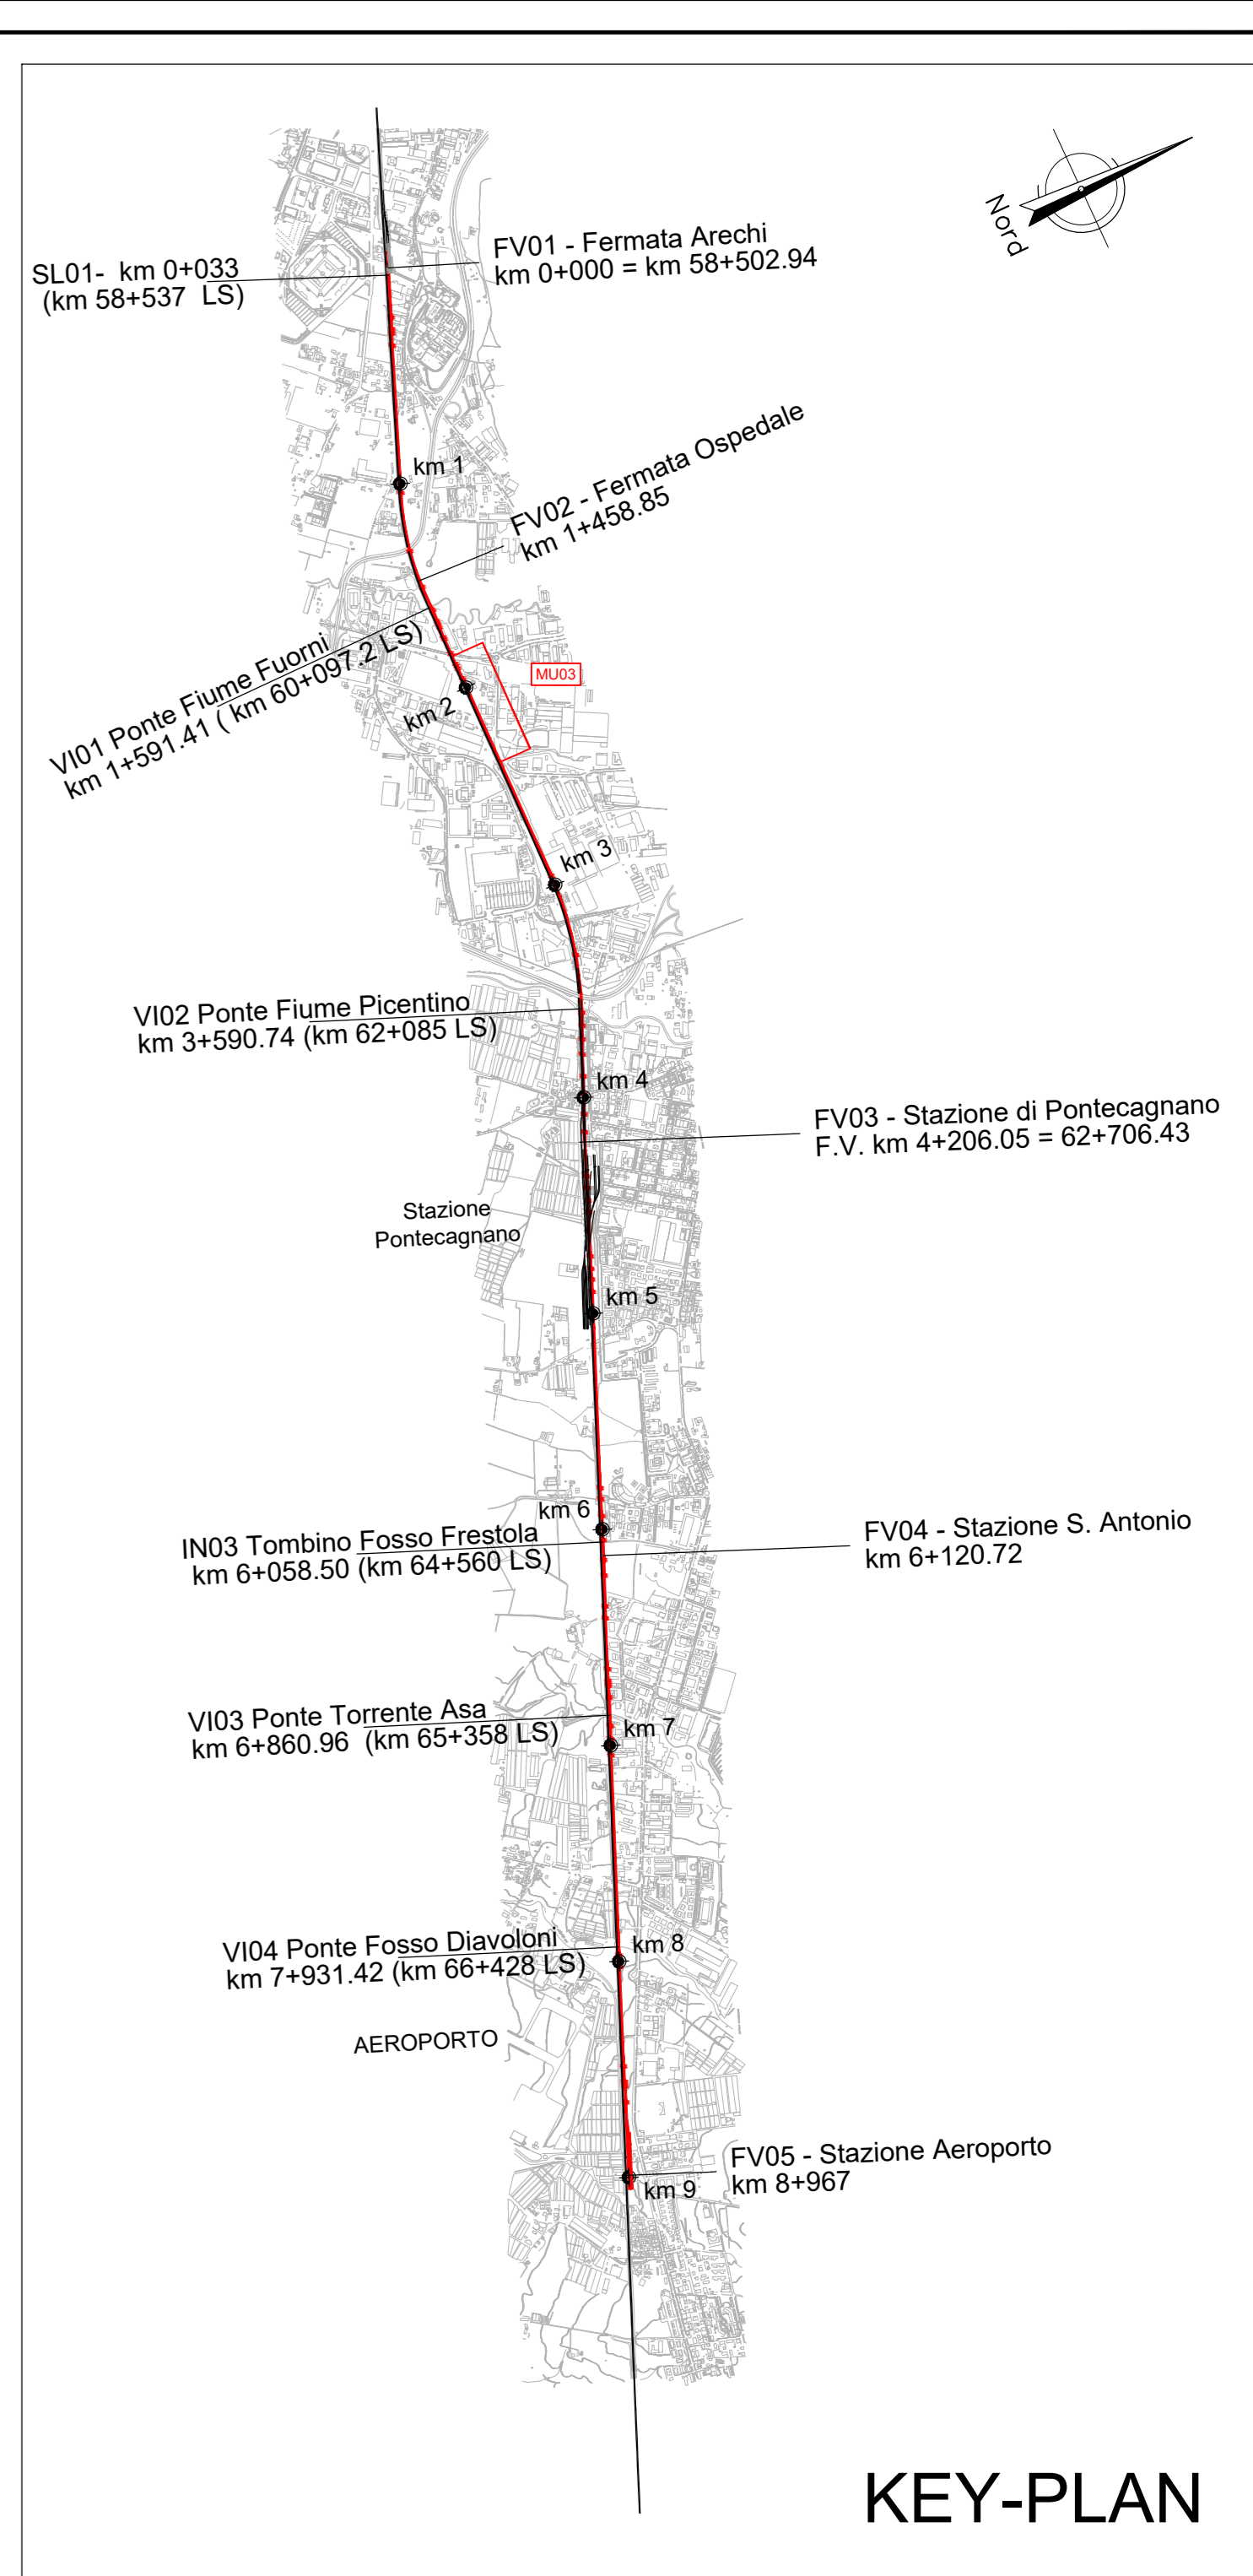 Nord
FV01 - Fermata Arechi
km 0+000 = km 58+502.94
SL01-  km 0+033
(km 58+537  LS)
km 1
FV02 - Fermata Ospedale
km 1+458.85
VI01 Ponte Fiume Fuorni
km 1+591.41 ( km 60+097.2 LS)
MU03
km 2
km 3
VI02 Ponte Fiume Picentino
km 3+590.74 (km 62+085 LS)
km 4
FV03 - Stazione di Pontecagnano
F.V. km 4+206.05 = 62+706.43
Stazione
Pontecagnano
km 5
km 6
IN03 Tombino Fosso Frestola
km 6+058.50 (km 64+560 LS)
FV04 - Stazione S. Antonio
km 6+120.72
VI03 Ponte Torrente Asa
km 6+860.96  (km 65+358 LS)
km 7
VI04 Ponte Fosso Diavoloni
km 7+931.42 (km 66+428 LS)
km 8
AEROPORTO
FV05 - Stazione Aeroporto
km 8+967
km 9
KEY-PLAN